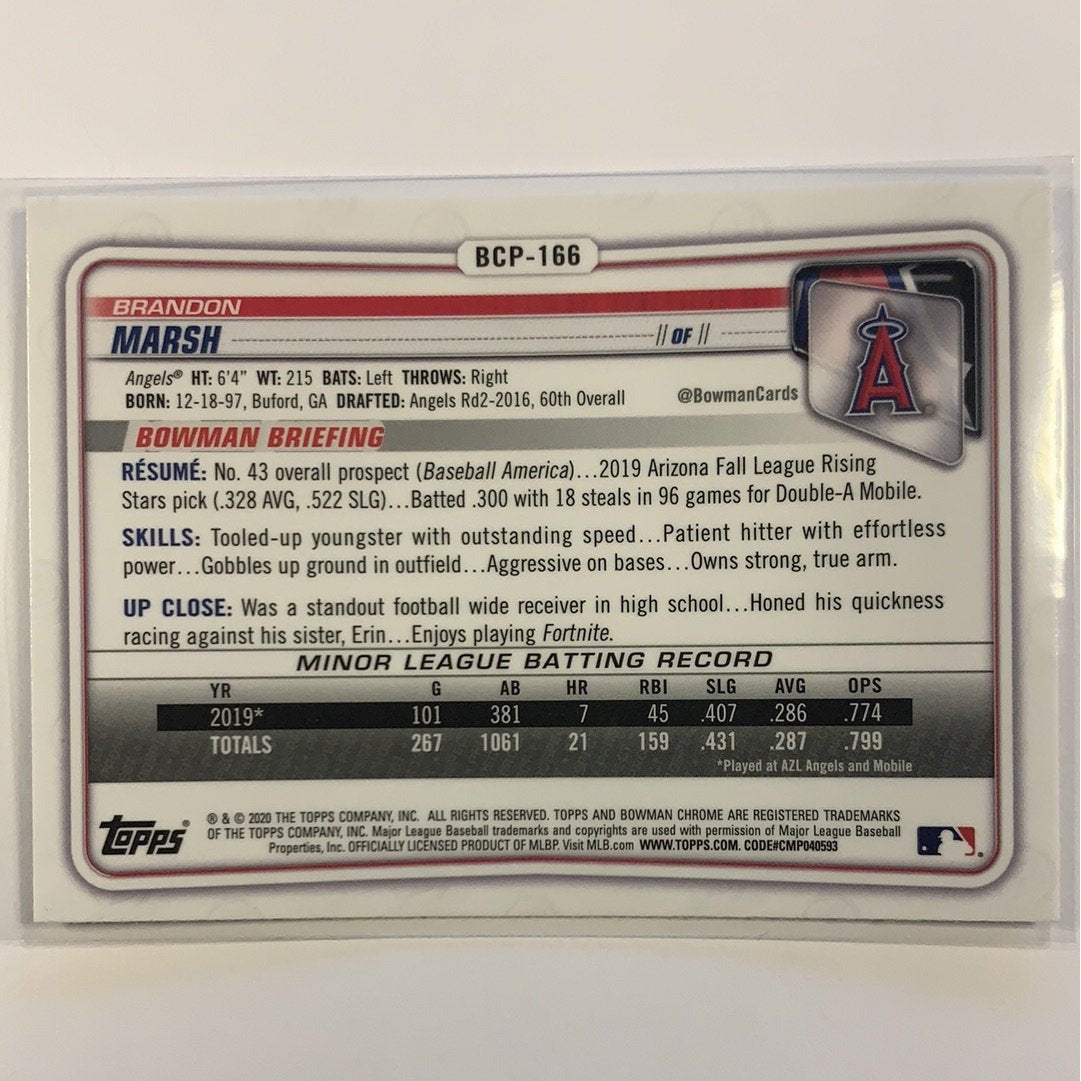 BCP-166
BRANDON
MARSH // OF //
Angels® HT: 6'4" WT: 215 BATS: Left THROWS: Right
BORN: 12-18-97, Buford, GA DRAFTED: Angels Rd2-2016, 60th Overall
@BowmanCards
A
BOWMAN BRIEFING
RÉSUMÉ: No. 43 overall prospect (Baseball America)...2019 Arizona Fall League Rising
Stars pick (.328 AVG, .522 SLG)...Batted .300 with 18 steals in 96 games for Double-A Mobile.
SKILLS: Tooled-up youngster with outstanding speed...Patient hitter with effortless
power...Gobbles up ground in outfield...Aggressive on bases...Owns strong, true arm.
UP CLOSE: Was a standout football wide receiver in high school...Honed his quickness
racing against his sister, Erin...Enjoys playing Fortnite.
MINOR LEAGUE BATTING RECORD
YR G AB HR RBI SLG AVG OPS
2019* 101 381 7 45 .407 .286 .774
TOTALS 267 1061 21 159 .431 .287 .799
*Played at AZL Angels and Mobile
Topps®
® & © 2020 THE TOPPS COMPANY, INC. ALL RIGHTS RESERVED. TOPPS AND BOWMAN CHROME ARE REGISTERED TRADEMARKS
OF THE TOPPS COMPANY, INC. Major League Baseball trademarks and copyrights are used with permission of Major League Baseball
Properties, Inc. OFFICIALLY LICENSED PRODUCT OF MLBP. Visit MLB.com WWW.TOPPS.COM. CODE#CMP040593